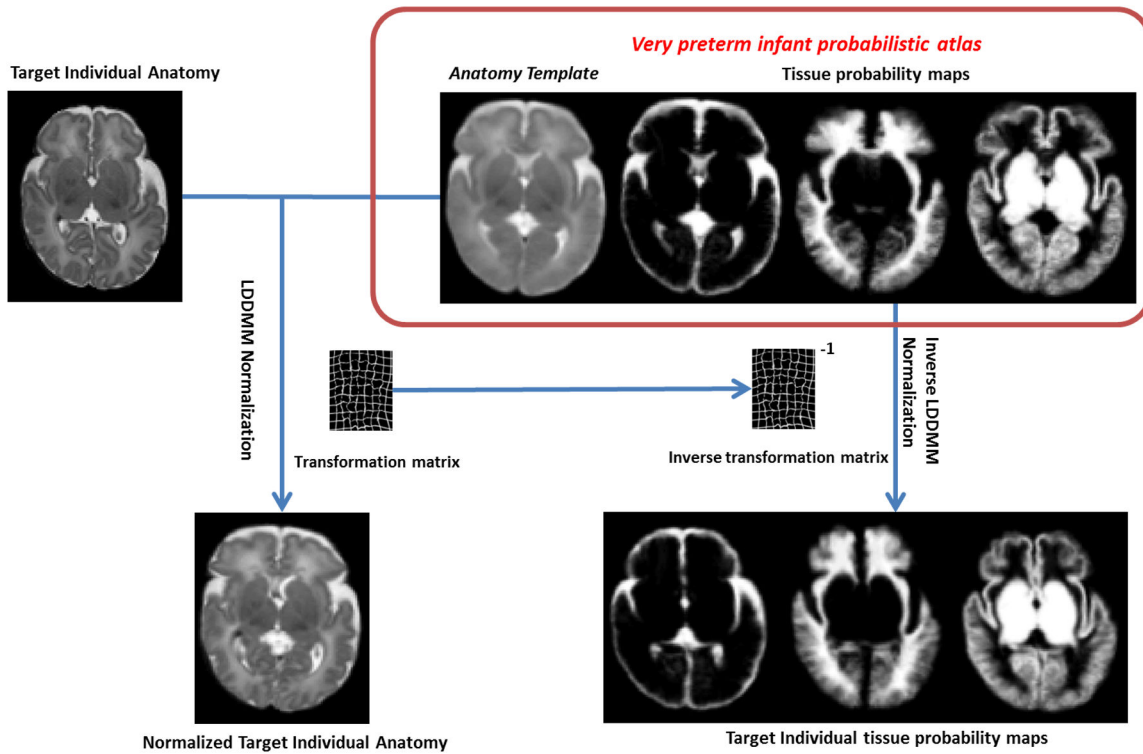 Very preterm infant probabilistic atlas
Target Individual Anatomy
Anatomy Template
Tissue probability maps
LDDMM Normalization
Transformation matrix
-1
Inverse transformation matrix
Inverse LDDMM
Normalization
Normalized Target Individual Anatomy
Target Individual tissue probability maps